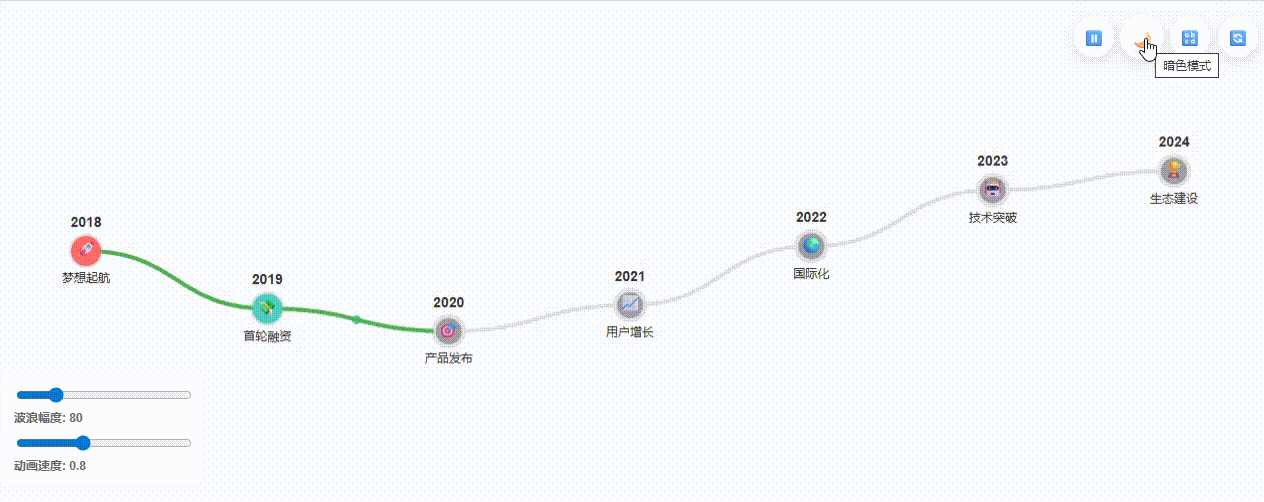 暗色模式
2024
生态建设
2023
技术突破
2022
国际化
2018
梦想起航
2019
首轮融资
2021
用户增长
2020
产品发布
波浪幅度: 80
动画速度: 0.8